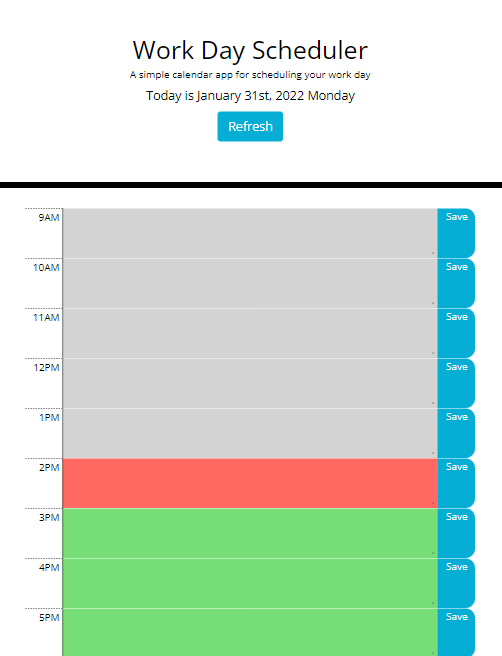 Work Day Scheduler
A simple calendar app for scheduling your work day
Today is January 31st, 2022 Monday
Refresh
9AM Save
10AM Save
11AM Save
12PM Save
1PM Save
2PM Save
3PM Save
4PM Save
5PM Save